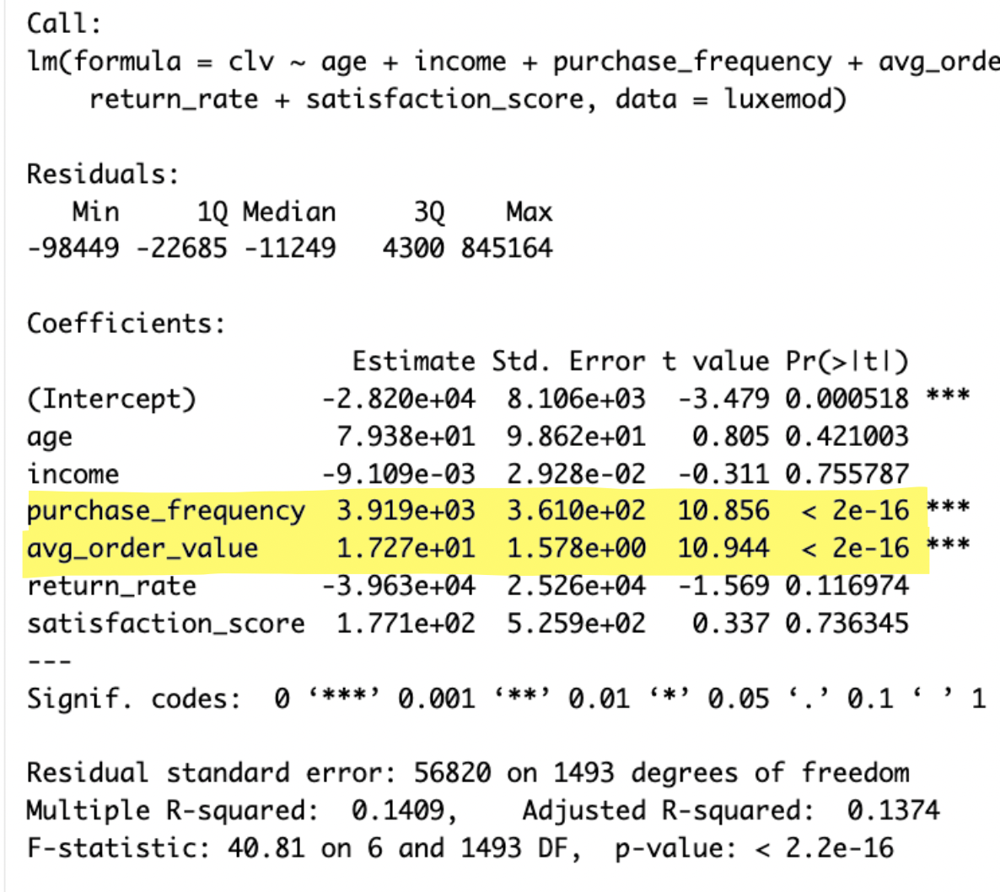 Call:
lm(formula = clv ~ age + income + purchase_frequency + avg_orde
    return_rate + satisfaction_score, data = luxemod)
Residuals:
   Min     1Q Median     3Q    Max
-98449 -22685 -11249   4300 845164
Coefficients:
                     Estimate Std. Error t value Pr(>|t|)
(Intercept)        -2.820e+04  8.106e+03  -3.479 0.000518 ***
age                 7.938e+01  9.862e+01   0.805 0.421003
income             -9.109e-03  2.928e-02  -0.311 0.755787
purchase_frequency  3.919e+03  3.610e+02  10.856  < 2e-16 ***
avg_order_value     1.727e+01  1.578e+00  10.944  < 2e-16 ***
return_rate        -3.963e+04  2.526e+04  -1.569 0.116974
satisfaction_score  1.771e+02  5.259e+02   0.337 0.736345
---
Signif. codes:  0 ‘***’ 0.001 ‘**’ 0.01 ‘*’ 0.05 ‘.’ 0.1 ‘ ’ 1
Residual standard error: 56820 on 1493 degrees of freedom
Multiple R-squared:  0.1409,    Adjusted R-squared:  0.1374
F-statistic: 40.81 on 6 and 1493 DF,  p-value: < 2.2e-16